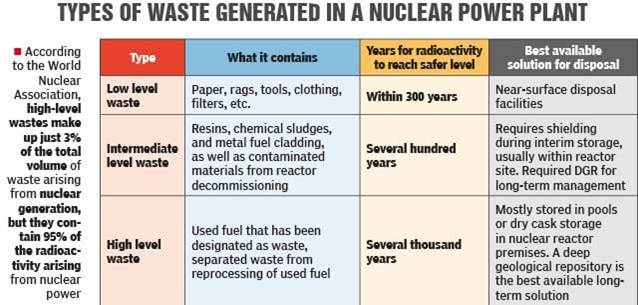 TYPES OF WASTE GENERATED IN A NUCLEAR POWER PLANT
■ According
to the World
Nuclear
Association,
high-level
wastes make
up just 3%
of the total
volume of
waste arising
from nuclear
generation,
but they con-
tain 95% of
the radioac-
tivity arising
from nuclear
power
Type
What it contains
Years for radioactivity
to reach safer level
Best available
solution for disposal
Low level
waste
Paper, rags, tools, clothing,
filters, etc.
Within 300 years
Near-surface disposal
facilities
Intermediate
level waste
Resins, chemical sludges,
and metal fuel cladding,
as well as contaminated
materials from reactor
decommissioning
Several hundred
years
Requires shielding
during interim storage,
usually within reactor
site. Required DGR for
long-term management
High level
waste
Used fuel that has been
designated as waste,
separated waste from
reprocessing of used fuel
Several thousand
years
Mostly stored in pools
or dry cask storage
in nuclear reactor
premises. A deep
geological repository is
the best available long-
term solution